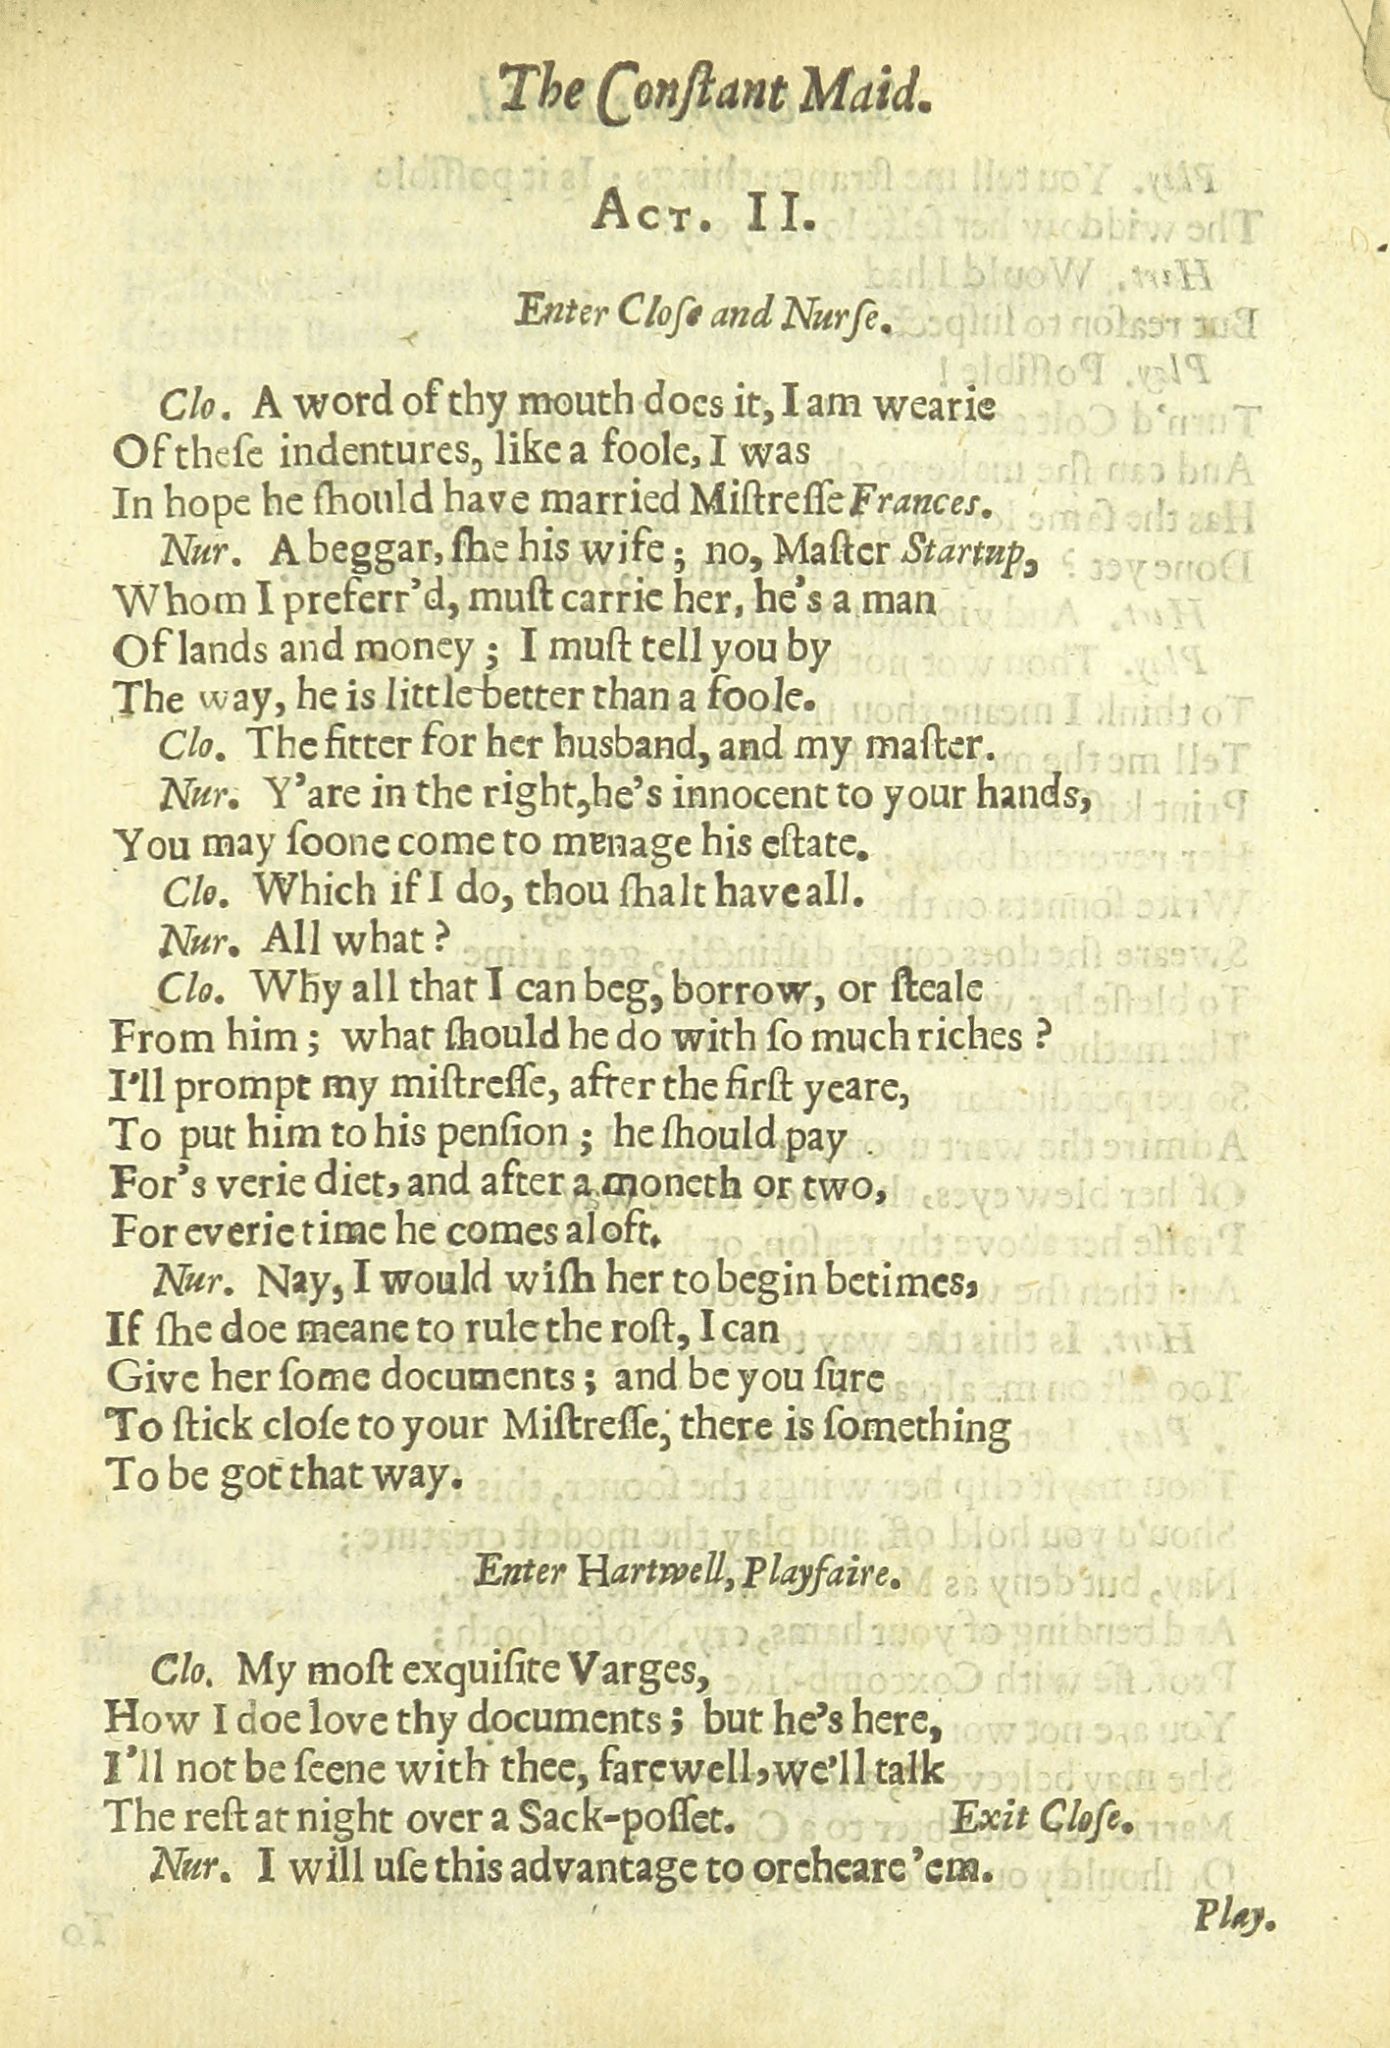 The Conſtant Maid.
ACT. II.
Enter Cloſe and Nurſe.
Clo. A word of thy mouth does it, I am wearie
Of theſe indentures, like a foole, I was
In hope he ſhould have married Miſtreſſe Frances.
Nur. A beggar, ſhe his wife; no, Maſter Startup,
Whom I preferr'd, muſt carrie her, he's a man
Of lands and money; I muſt tell you by
The way, he is little better than a foole.
Clo. The fitter for her husband, and my maſter.
Nur. Y'are in the right, he's innocent to your hands,
You may ſoone come to menage his eſtate.
Clo. Which if I do, thou ſhalt have all.
Nur. All what?
Clo. Why all that I can beg, borrow, or ſteale
From him; what ſhould he do with ſo much riches?
I'll prompt my miſtreſſe, after the firſt yeare,
To put him to his penſion; he ſhould pay
For's verie diet, and after a moneth or two,
For everie time he comes aloft.
Nur. Nay, I would wiſh her to begin betimes,
If ſhe doe meane to rule the roſt, I can
Give her ſome documents; and be you ſure
To ſtick cloſe to your Miſtreſſe, there is ſomething
To be got that way.
Enter Hartwell, Playfaire.
Clo. My moſt exquiſite Varges,
How I doe love thy documents; but he's here,
I'll not be ſeene with thee, farewell, we'll talk
The reſt at night over a Sack-poſſet. Exit Cloſe.
Nur. I will uſe this advantage to oreheare 'em.
Play.